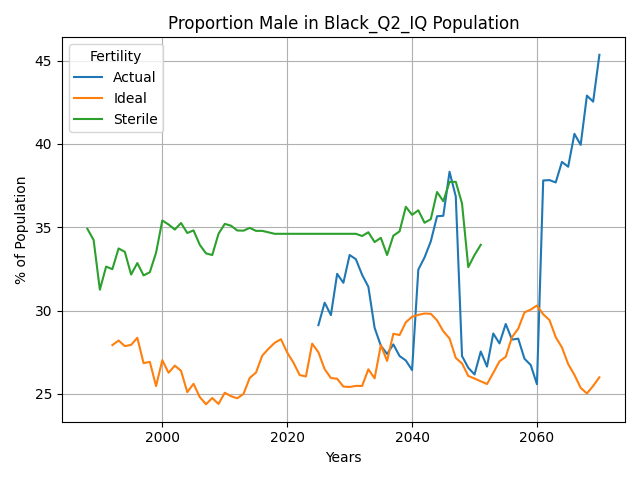 Proportion Male in Black_Q2_IQ Population
Fertility
Actual
Ideal
Sterile
% of Population
45
40
35
30
25
2000
2020
2040
2060
Years